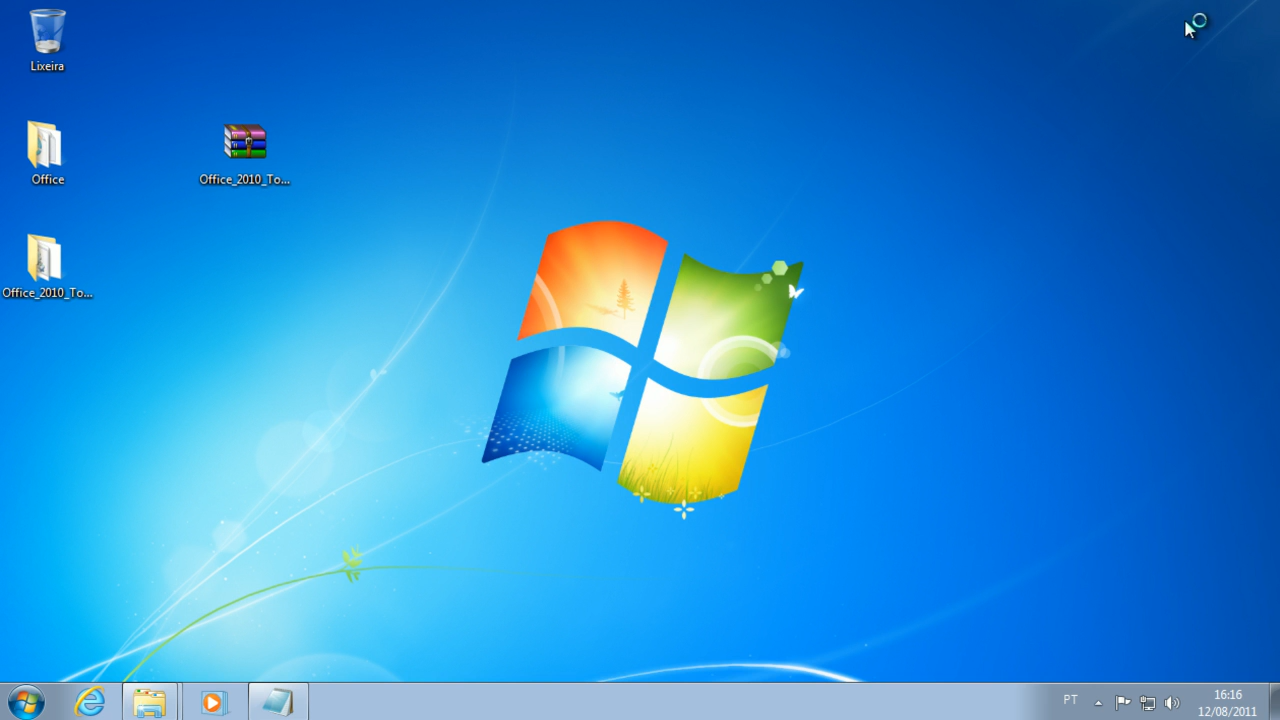 Lixeira
Office
Office_2010_To...
Office_2010_To...
PT
16:16
12/08/2011